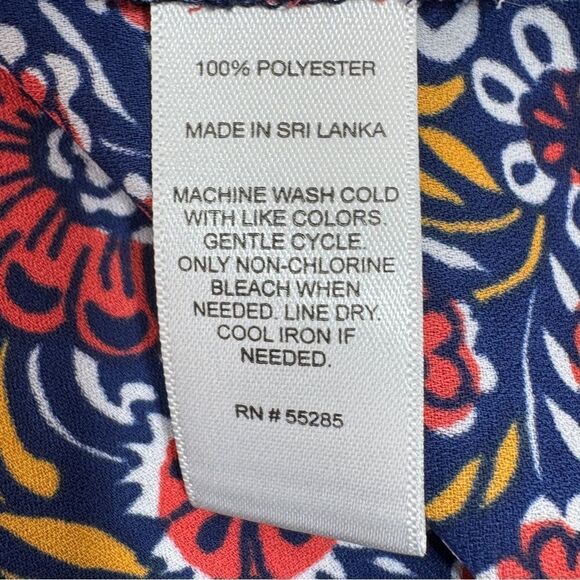 100% POLYESTER
MADE IN SRI LANKA
MACHINE WASH COLD
WITH LIKE COLORS.
GENTLE CYCLE.
ONLY NON-CHLORINE
BLEACH WHEN
NEEDED. LINE DRY.
COOL IRON IF
NEEDED.
RN # 55285